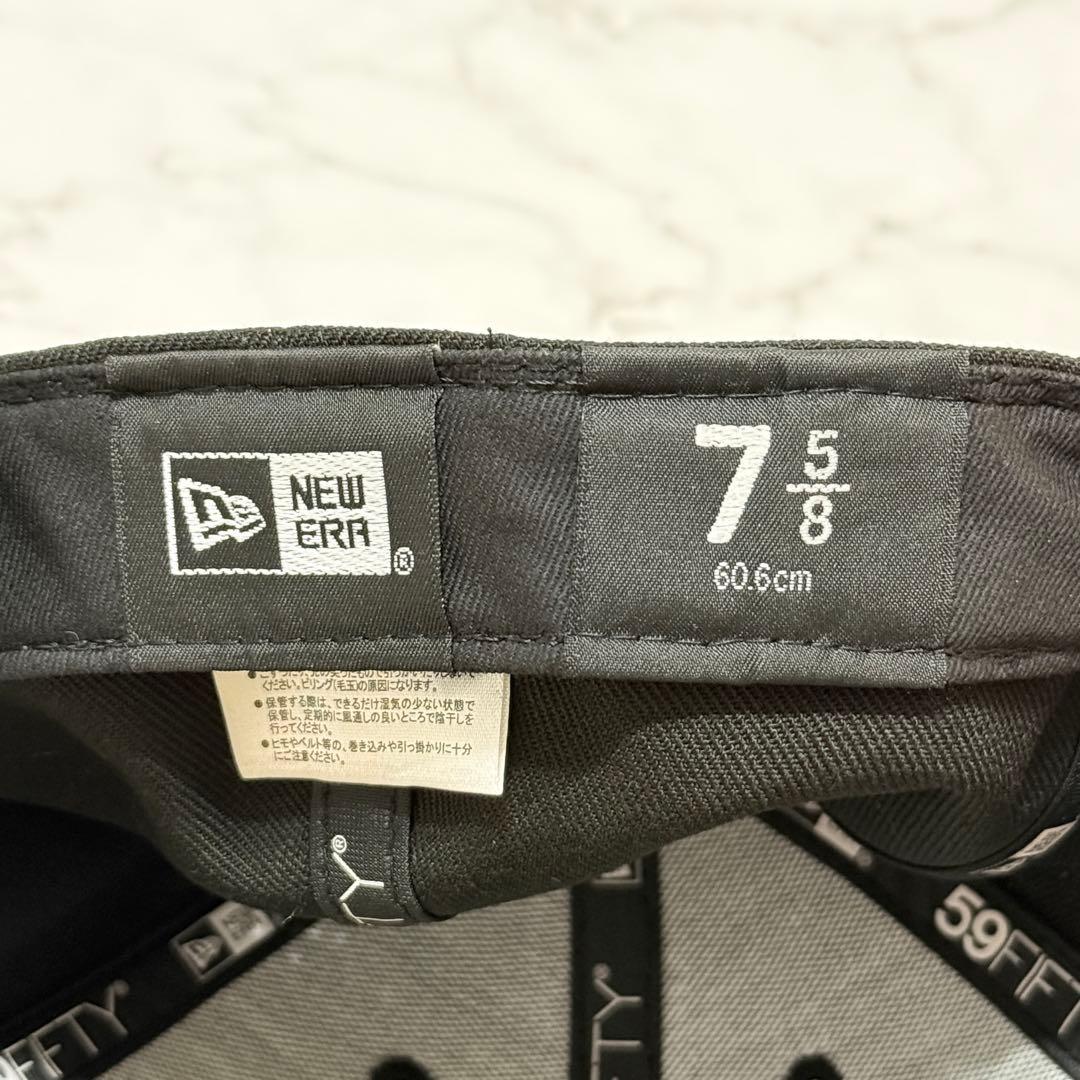 NEW
ERA
®
7 5/8
60.6cm
ください。ピリング(毛玉)の原因になります。
●保管する際は、できるだけ湿気の少ない状態で
保管し、定期的に風通しの良いところで陰干しを
行ってください。
●ヒモやベルト等の、巻き込みや引っ掛かりに十分
にご注意ください。
TY®
59FIFTY
FTY
9FIFTY